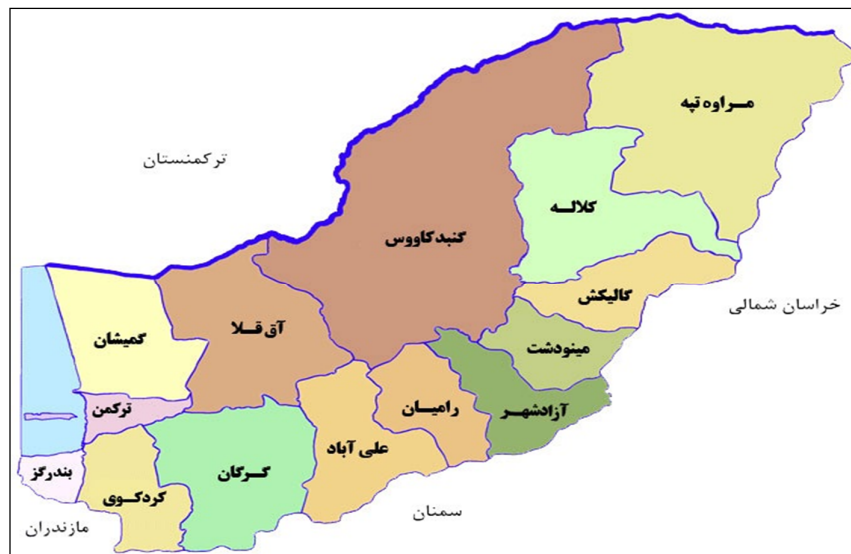 مراوه تپه
ترکمنستان
کلاله
گنبدکاووس
کالیکش
خراسان شمالی
آق قلا
گمیشان
مینودشت
ترکمن
رامیان
آزادشهر
علی آباد
بندرگز
گرگان
کردکوی
سمنان
مازندران